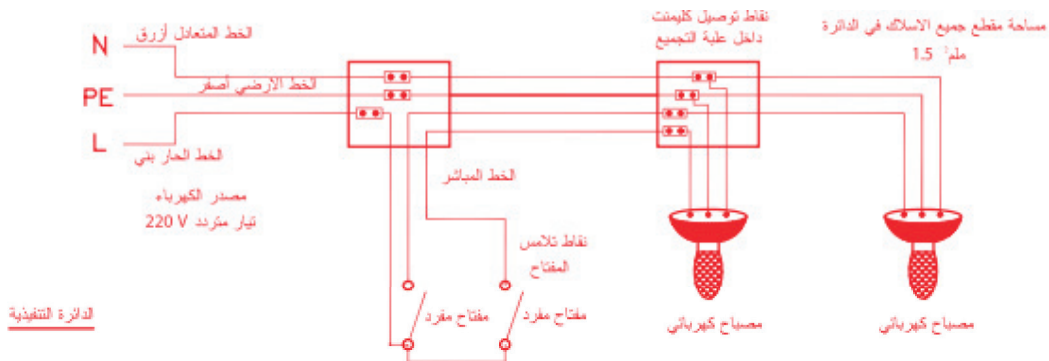 مساحة مقطع جميع الاسلاك في الدائرة
1.5 ملم²
نقاط توصيل كليمنت
داخل علبة التجميع
N
الخط المتعادل أزرق
PE
الخط الارضي أصفر
L
الخط الحار بني
مصدر الكهرباء
تيار متردد 220 V
الخط المباشر
نقاط تلامس
المفتاح
مفتاح مفرد
مفتاح مفرد
مصباح كهربائي
مصباح كهربائي
الدائرة التنفيذية